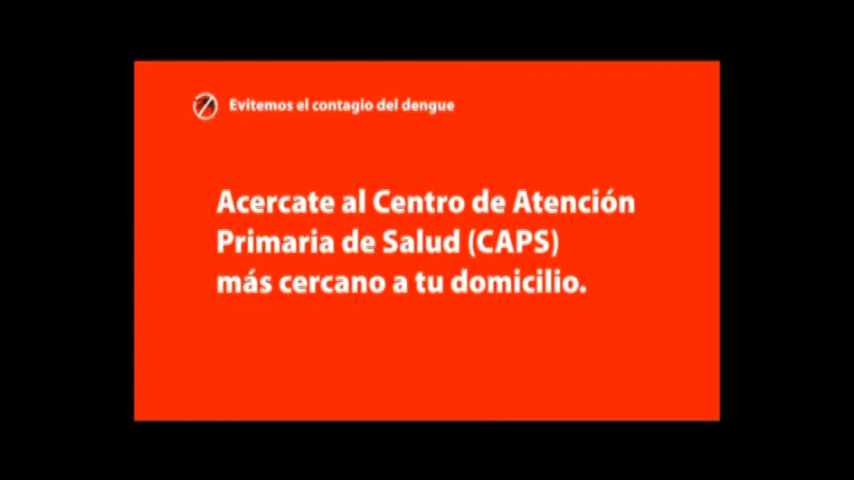 Evitemos el contagio del dengue
Acercate al Centro de Atención
Primaria de Salud (CAPS)
más cercano a tu domicilio.